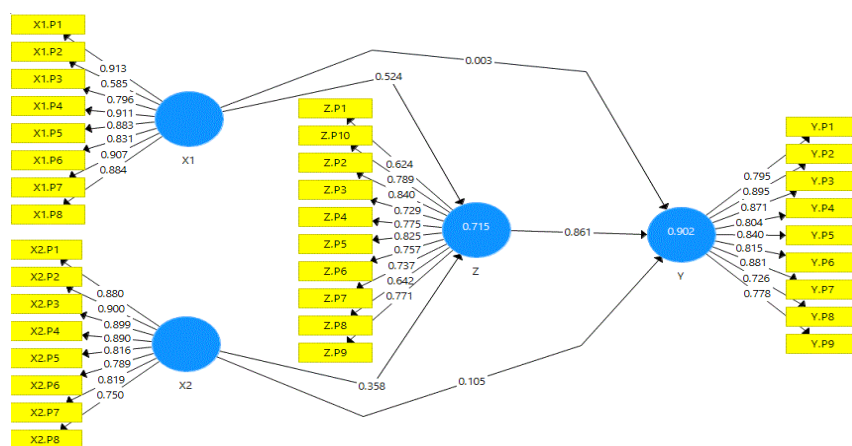 X1.P1
X1.P2
X1.P3
X1.P4
X1.P5
X1.P6
X1.P7
X1.P8
0.913
0.585
0.796
0.911
0.883
0.831
0.907
0.884
X1
0.003
0.524
X2.P1
X2.P2
X2.P3
X2.P4
X2.P5
X2.P6
X2.P7
X2.P8
0.880
0.900
0.899
0.890
0.816
0.789
0.819
0.750
X2
0.358
0.105
Z.P1
Z.P10
Z.P2
Z.P3
Z.P4
Z.P5
Z.P6
Z.P7
Z.P8
Z.P9
0.624
0.789
0.840
0.729
0.775
0.825
0.757
0.737
0.642
0.771
0.715
Z
0.861
0.902
Y
0.795
0.895
0.871
0.804
0.840
0.815
0.881
0.726
0.778
Y.P1
Y.P2
Y.P3
Y.P4
Y.P5
Y.P6
Y.P7
Y.P8
Y.P9